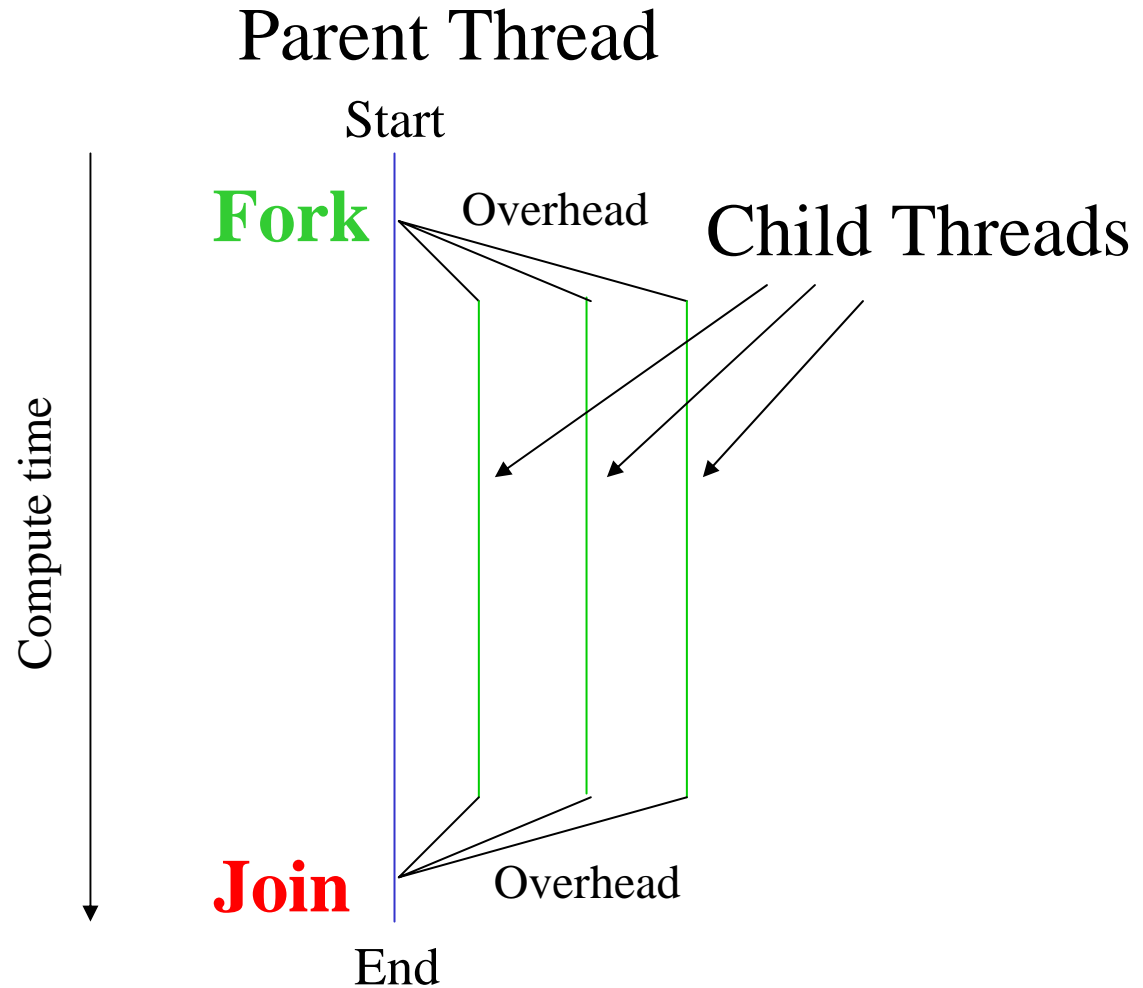 Parent Thread
Start
Fork
Overhead
Child Threads
Compute time
Join
Overhead
End